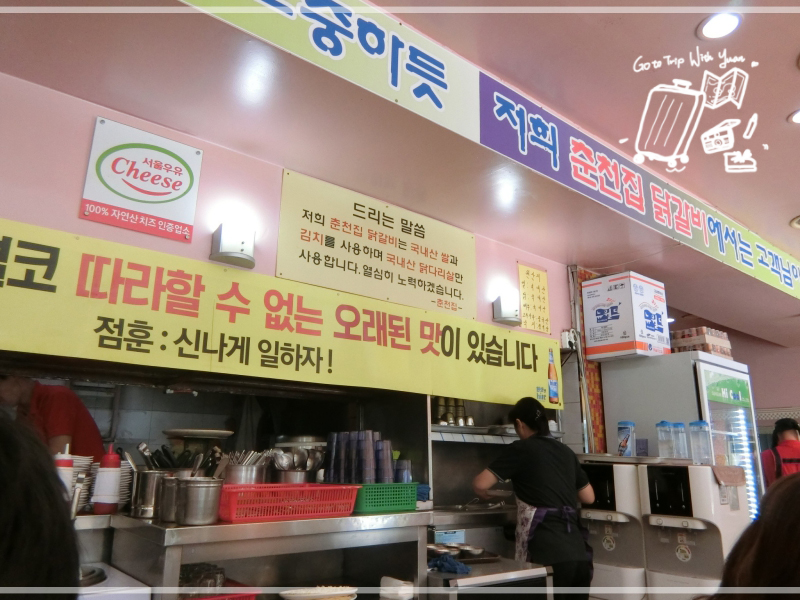 중하듯
저희 춘천집 닭갈비에서는 고객님
Go to Trip With Yuan
서울우유
Cheese
100% 자연산 치즈 인증업소
드리는 말씀
저희 춘천집 닭갈비는 국내산 쌀과
김치를 사용하며 국내산 닭다리살만
사용합니다.열심히 노력하겠습니다.
-춘천집-
코 따라할 수 없는 오래된 맛이 있습니다
점훈 : 신나게 일하자!